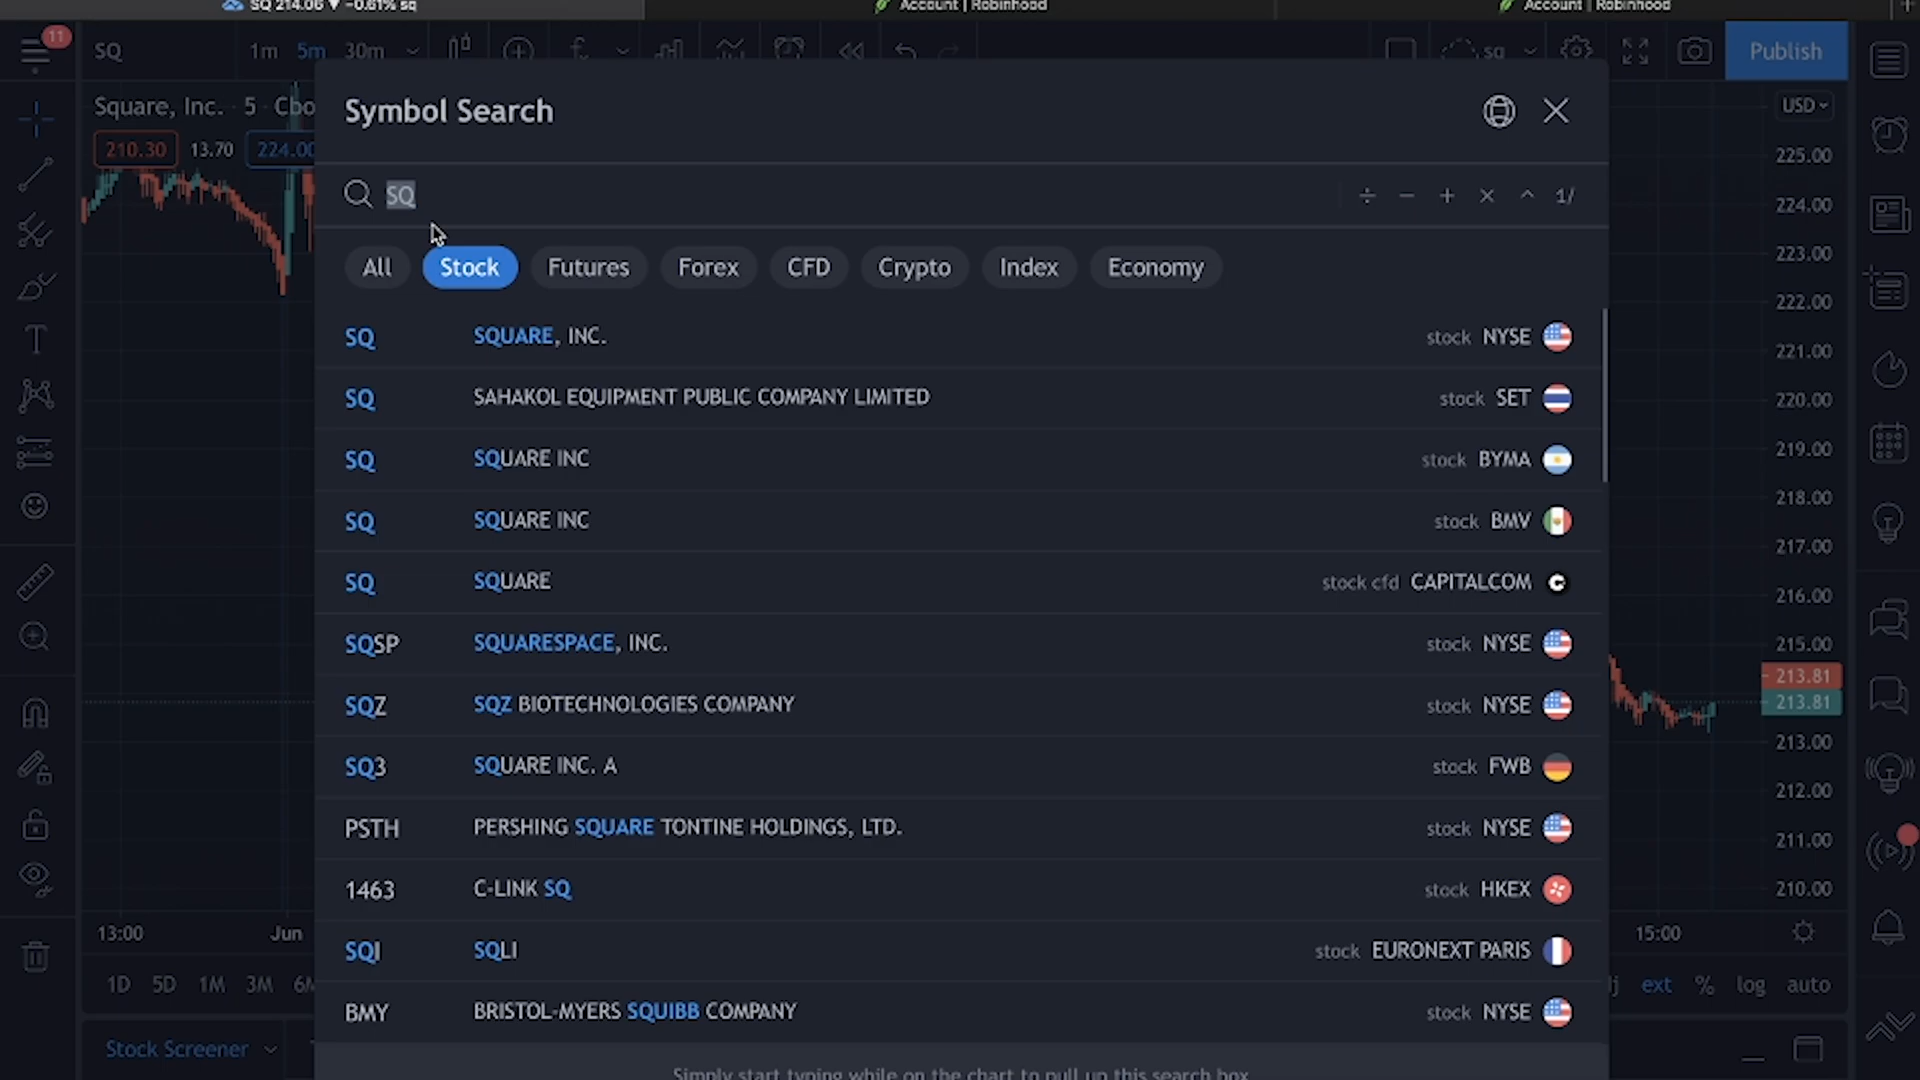 SQ 214.06 ▼ −0.61% sq
Account | Robinhood
Account | Robinhood
11
SQ
1m 5m 30m
sq
Publish
Symbol Search
Square, Inc. · 5 · Cbo
USD
210.30 13.70 224.00
225.00
SQ
÷ − + × ^ 1/
224.00
All Stock Futures Forex CFD Crypto Index Economy
223.00
222.00
SQ SQUARE, INC. stock NYSE
221.00
SQ SAHAKOL EQUIPMENT PUBLIC COMPANY LIMITED stock SET
220.00
SQ SQUARE INC stock BYMA
219.00
218.00
SQ SQUARE INC stock BMV
217.00
SQ SQUARE stock cfd CAPITALCOM
216.00
SQSP SQUARESPACE, INC. stock NYSE
215.00
213.81
SQZ SQZ BIOTECHNOLOGIES COMPANY stock NYSE
213.81
213.00
SQ3 SQUARE INC. A stock FWB
212.00
PSTH PERSHING SQUARE TONTINE HOLDINGS, LTD. stock NYSE
211.00
1463 C-LINK SQ stock HKEX
210.00
13:00 Jun 15:00
SQI SQLI stock EURONEXT PARIS
1D 5D 1M 3M 6M
ext % log auto
BMY BRISTOL-MYERS SQUIBB COMPANY stock NYSE
Stock Screener
Simply start typing while on the chart to pull up this search box